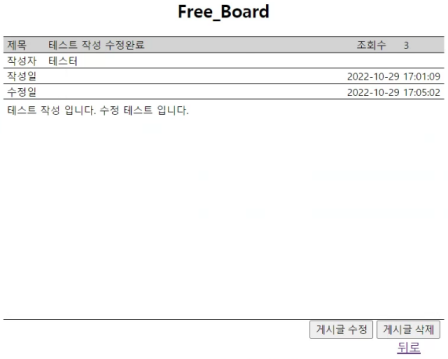 Free_Board
제목 테스트 작성 수정완료 조회수 3
작성자 테스터
작성일 2022-10-29 17:01:09
수정일 2022-10-29 17:05:02
테스트 작성 입니다. 수정 테스트 입니다.
게시글 수정 게시글 삭제
뒤로